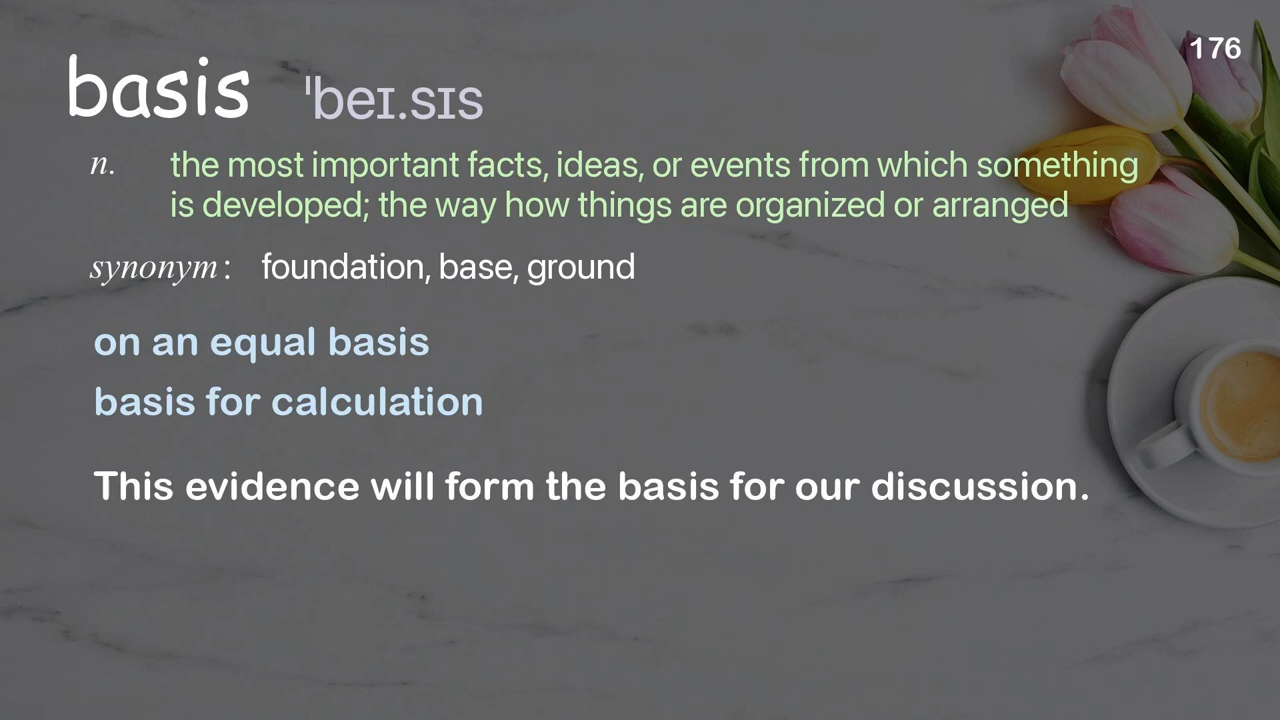 176
basis ˈbeɪ.sɪs
n. the most important facts, ideas, or events from which something
is developed; the way how things are organized or arranged
synonym: foundation, base, ground
on an equal basis
basis for calculation
This evidence will form the basis for our discussion.